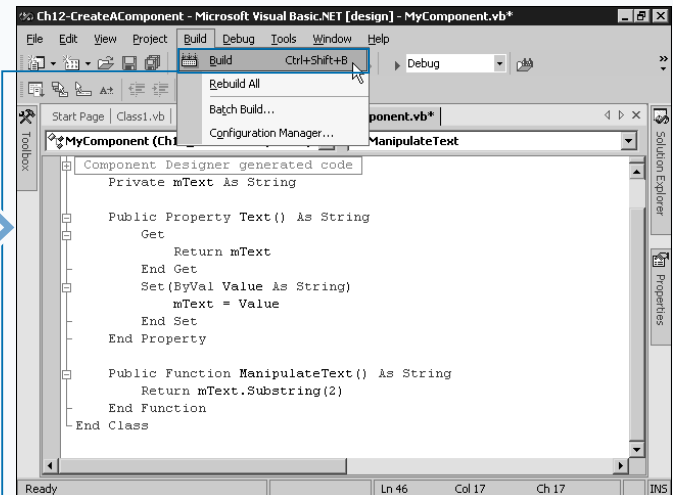 Ch12-CreateAComponent - Microsoft Visual Basic.NET [design] - MyComponent.vb*
File Edit View Project Build Debug Tools Window Help
Build Ctrl+Shift+B
Debug
Rebuild All
Batch Build...
Configuration Manager...
Start Page Class1.vb ponent.vb*
MyComponent (Ch1 ManipulateText
Component Designer generated code
Private mText As String
Public Property Text() As String
Get
Return mText
End Get
Set(ByVal Value As String)
mText = Value
End Set
End Property
Public Function ManipulateText() As String
Return mText.Substring(2)
End Function
End Class
Toolbox
Solution Explorer
Properties
Ready Ln 46 Col 17 Ch 17 INS